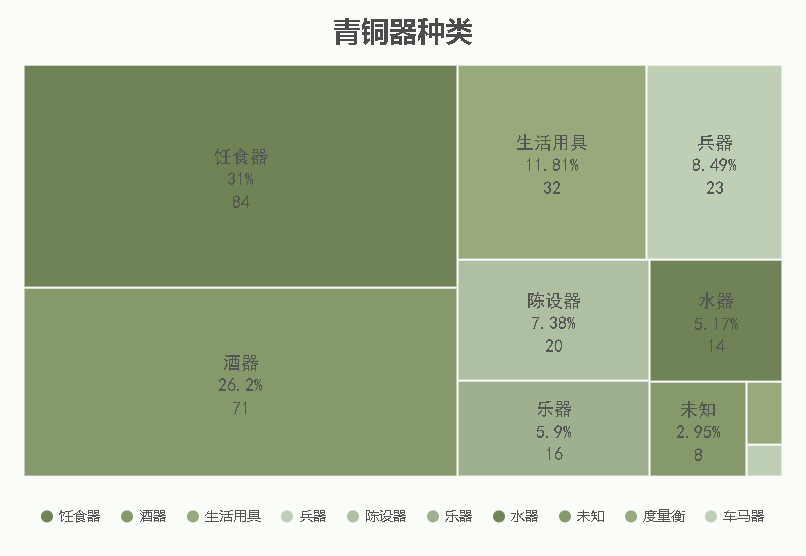 青铜器种类
饪食器
31%
84
生活用具
11.81%
32
兵器
8.49%
23
陈设器
7.38%
20
水器
5.17%
14
酒器
26.2%
71
乐器
5.9%
16
未知
2.95%
8
饪食器 酒器 生活用具 兵器 陈设器 乐器 水器 未知 度量衡 车马器